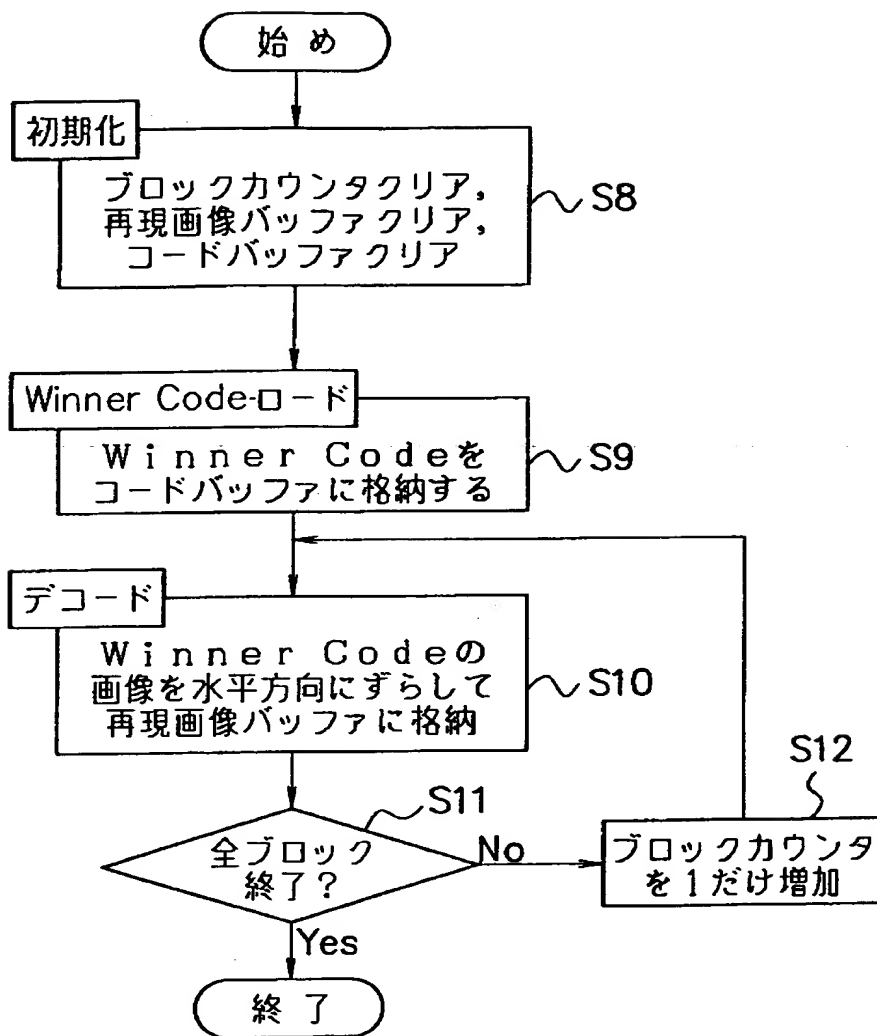 始め
初期化
ブロックカウンタクリア,
再現画像バッファクリア,
コードバッファクリア
S8
Winner Code-ロード
Winner Codeを
コードバッファに格納する
S9
デコード
Winner Codeの
画像を水平方向にずらして
再現画像バッファに格納
S10
S11
全ブロック
終了?
No
S12
ブロックカウンタ
を1だけ増加
Yes
終了